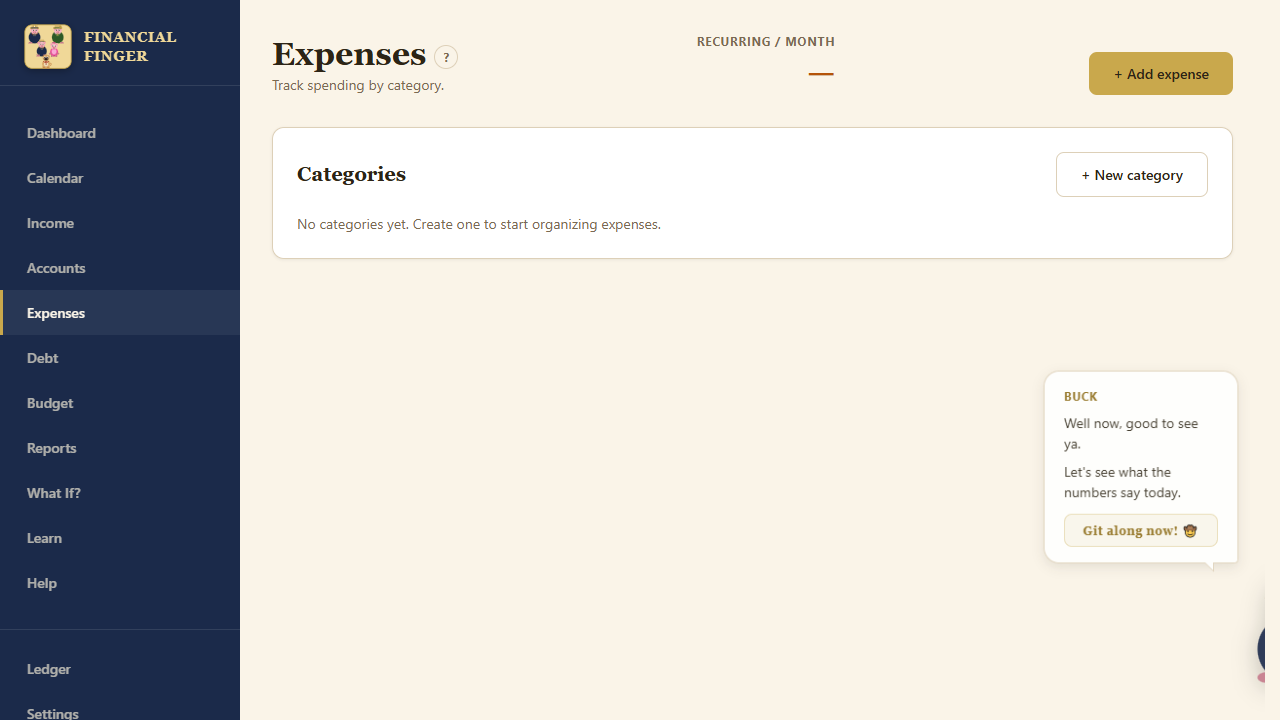 FINANCIAL
FINGER
Dashboard
Calendar
Income
Accounts
Expenses
Debt
Budget
Reports
What If?
Learn
Help
Ledger
Settings
Expenses ?
Track spending by category.
RECURRING / MONTH
—
+ Add expense
Categories
+ New category
No categories yet. Create one to start organizing expenses.
BUCK
Well now, good to see
ya.
Let's see what the
numbers say today.
Git along now! 🤠